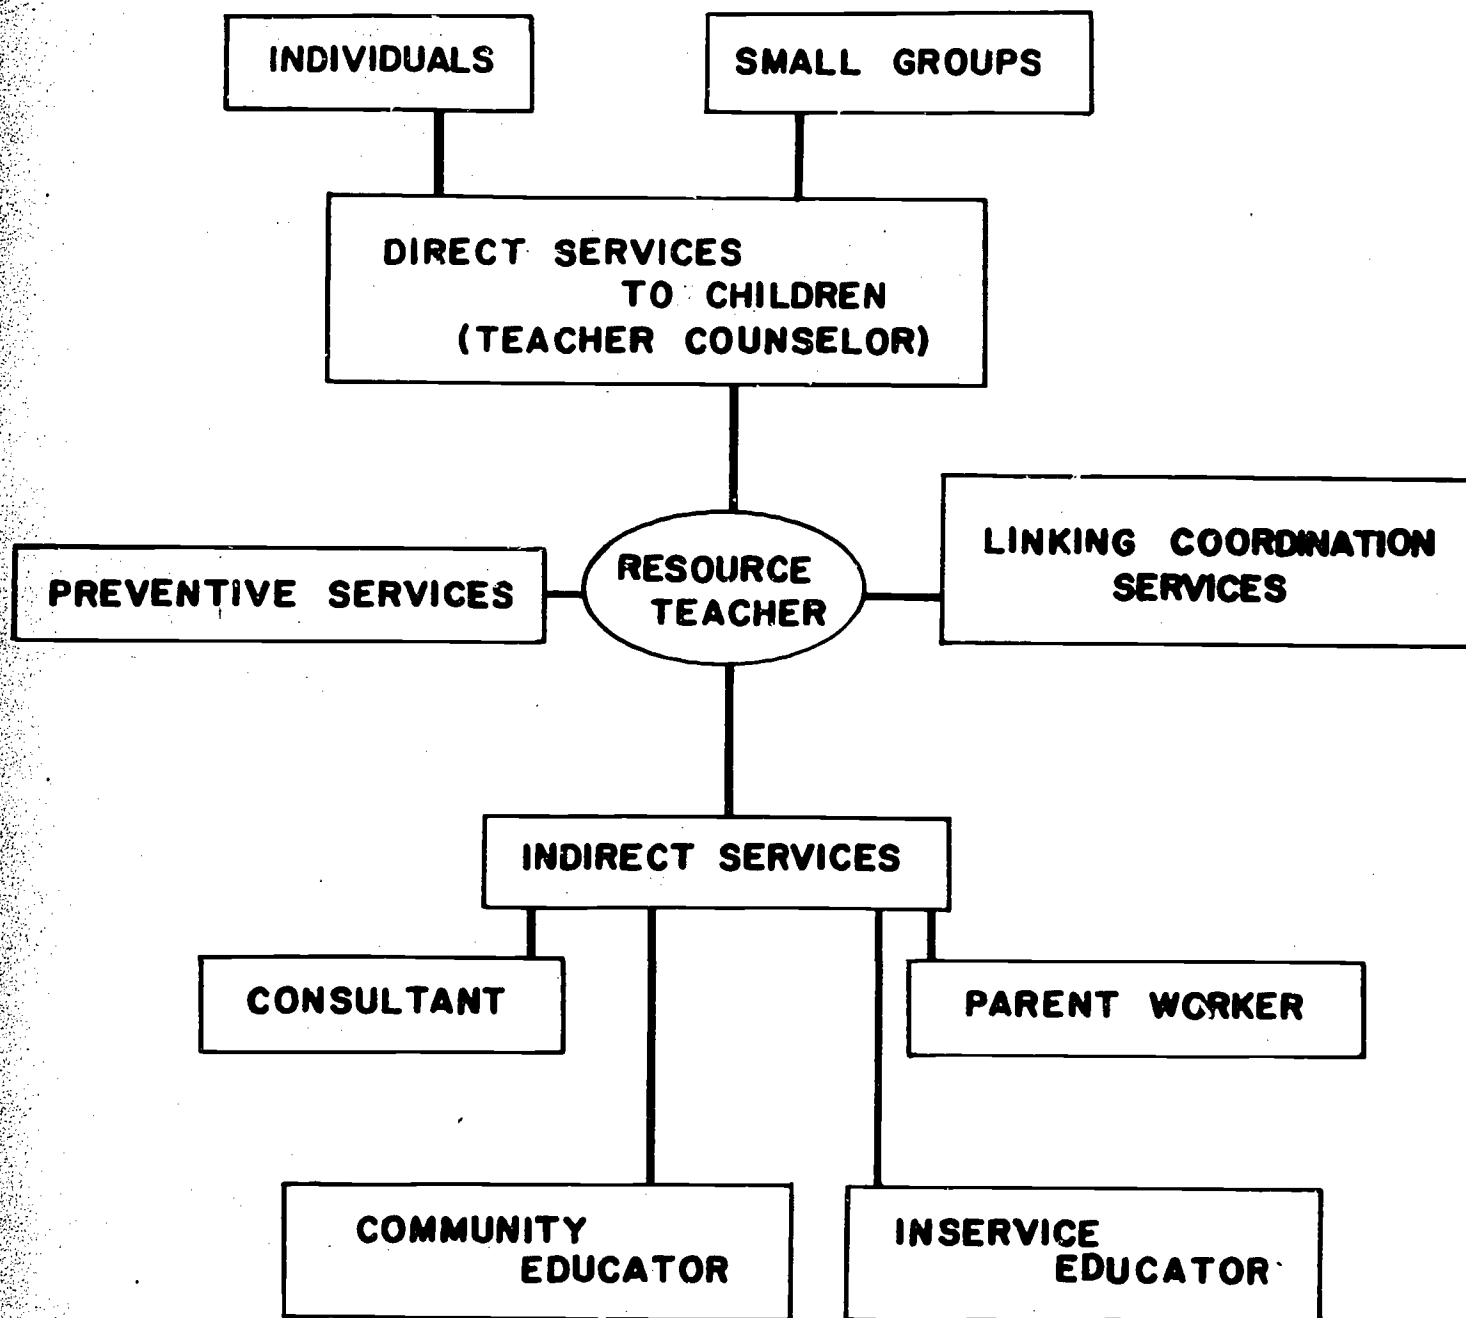 INDIVIDUALS
SMALL GROUPS
DIRECT SERVICES
TO CHILDREN
(TEACHER COUNSELOR)
PREVENTIVE SERVICES
RESOURCE
TEACHER
LINKING COORDINATION
SERVICES
INDIRECT SERVICES
CONSULTANT
PARENT WORKER
COMMUNITY
EDUCATOR
INSERVICE
EDUCATOR